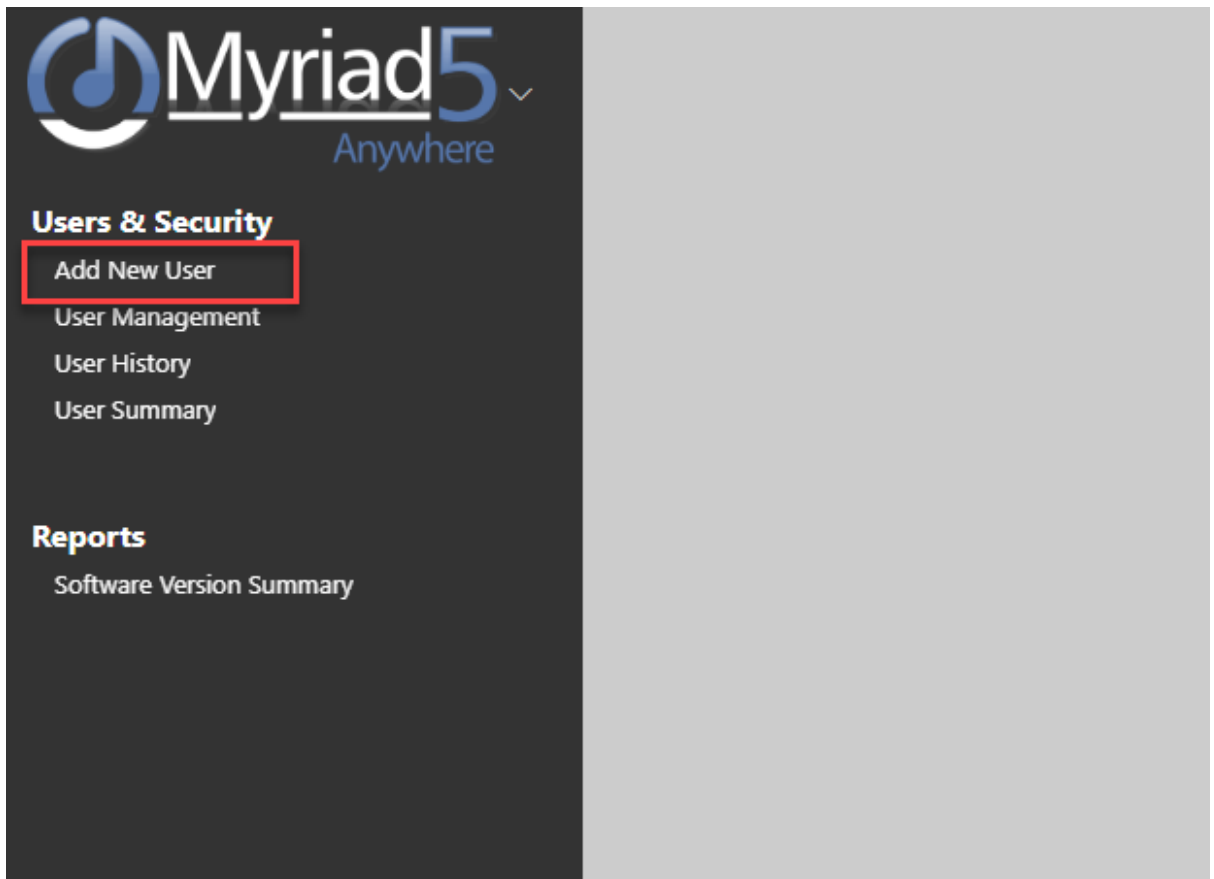 Myriad5
Anywhere
Users & Security
Add New User
User Management
User History
User Summary
Reports
Software Version Summary